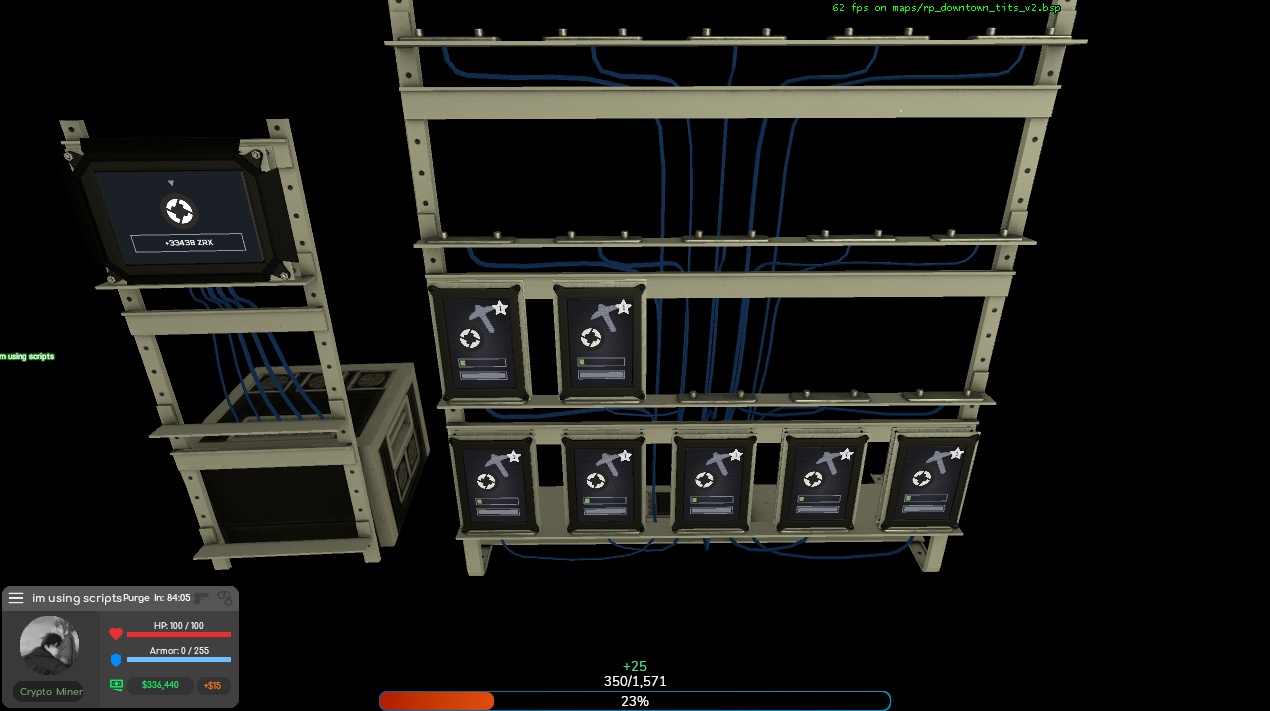 62 fps on maps/rp_downtown_tits_v2.bsp
+33438 ZRX
m using scripts
im using scripts Purge In: 84:05
HP: 100 / 100
Armor: 0 / 255
$336,440 +$15
Crypto Miner
+25
350/1,571
23%